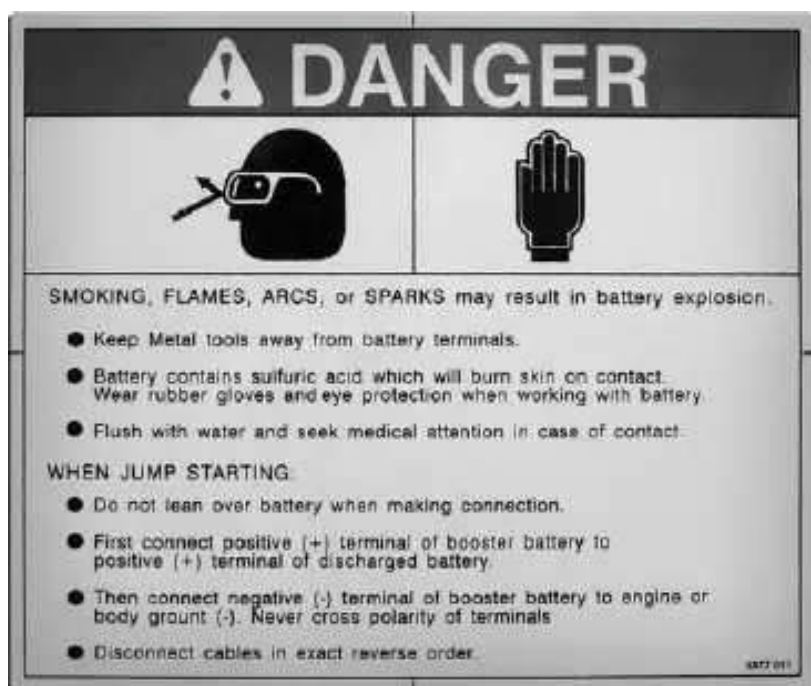 DANGER
SMOKING, FLAMES, ARCS, or SPARKS may result in battery explosion.
● Keep Metal tools away from battery terminals.
● Battery contains sulfuric acid which will burn skin on contact.
Wear rubber gloves and eye protection when working with battery.
● Flush with water and seek medical attention in case of contact.
WHEN JUMP STARTING:
● Do not lean over battery when making connection.
● First connect positive (+) terminal of booster battery to
positive (+) terminal of discharged battery.
● Then connect negative (-) terminal of booster battery to engine or
body grount (-). Never cross polarity of terminals
● Disconnect cables in exact reverse order.